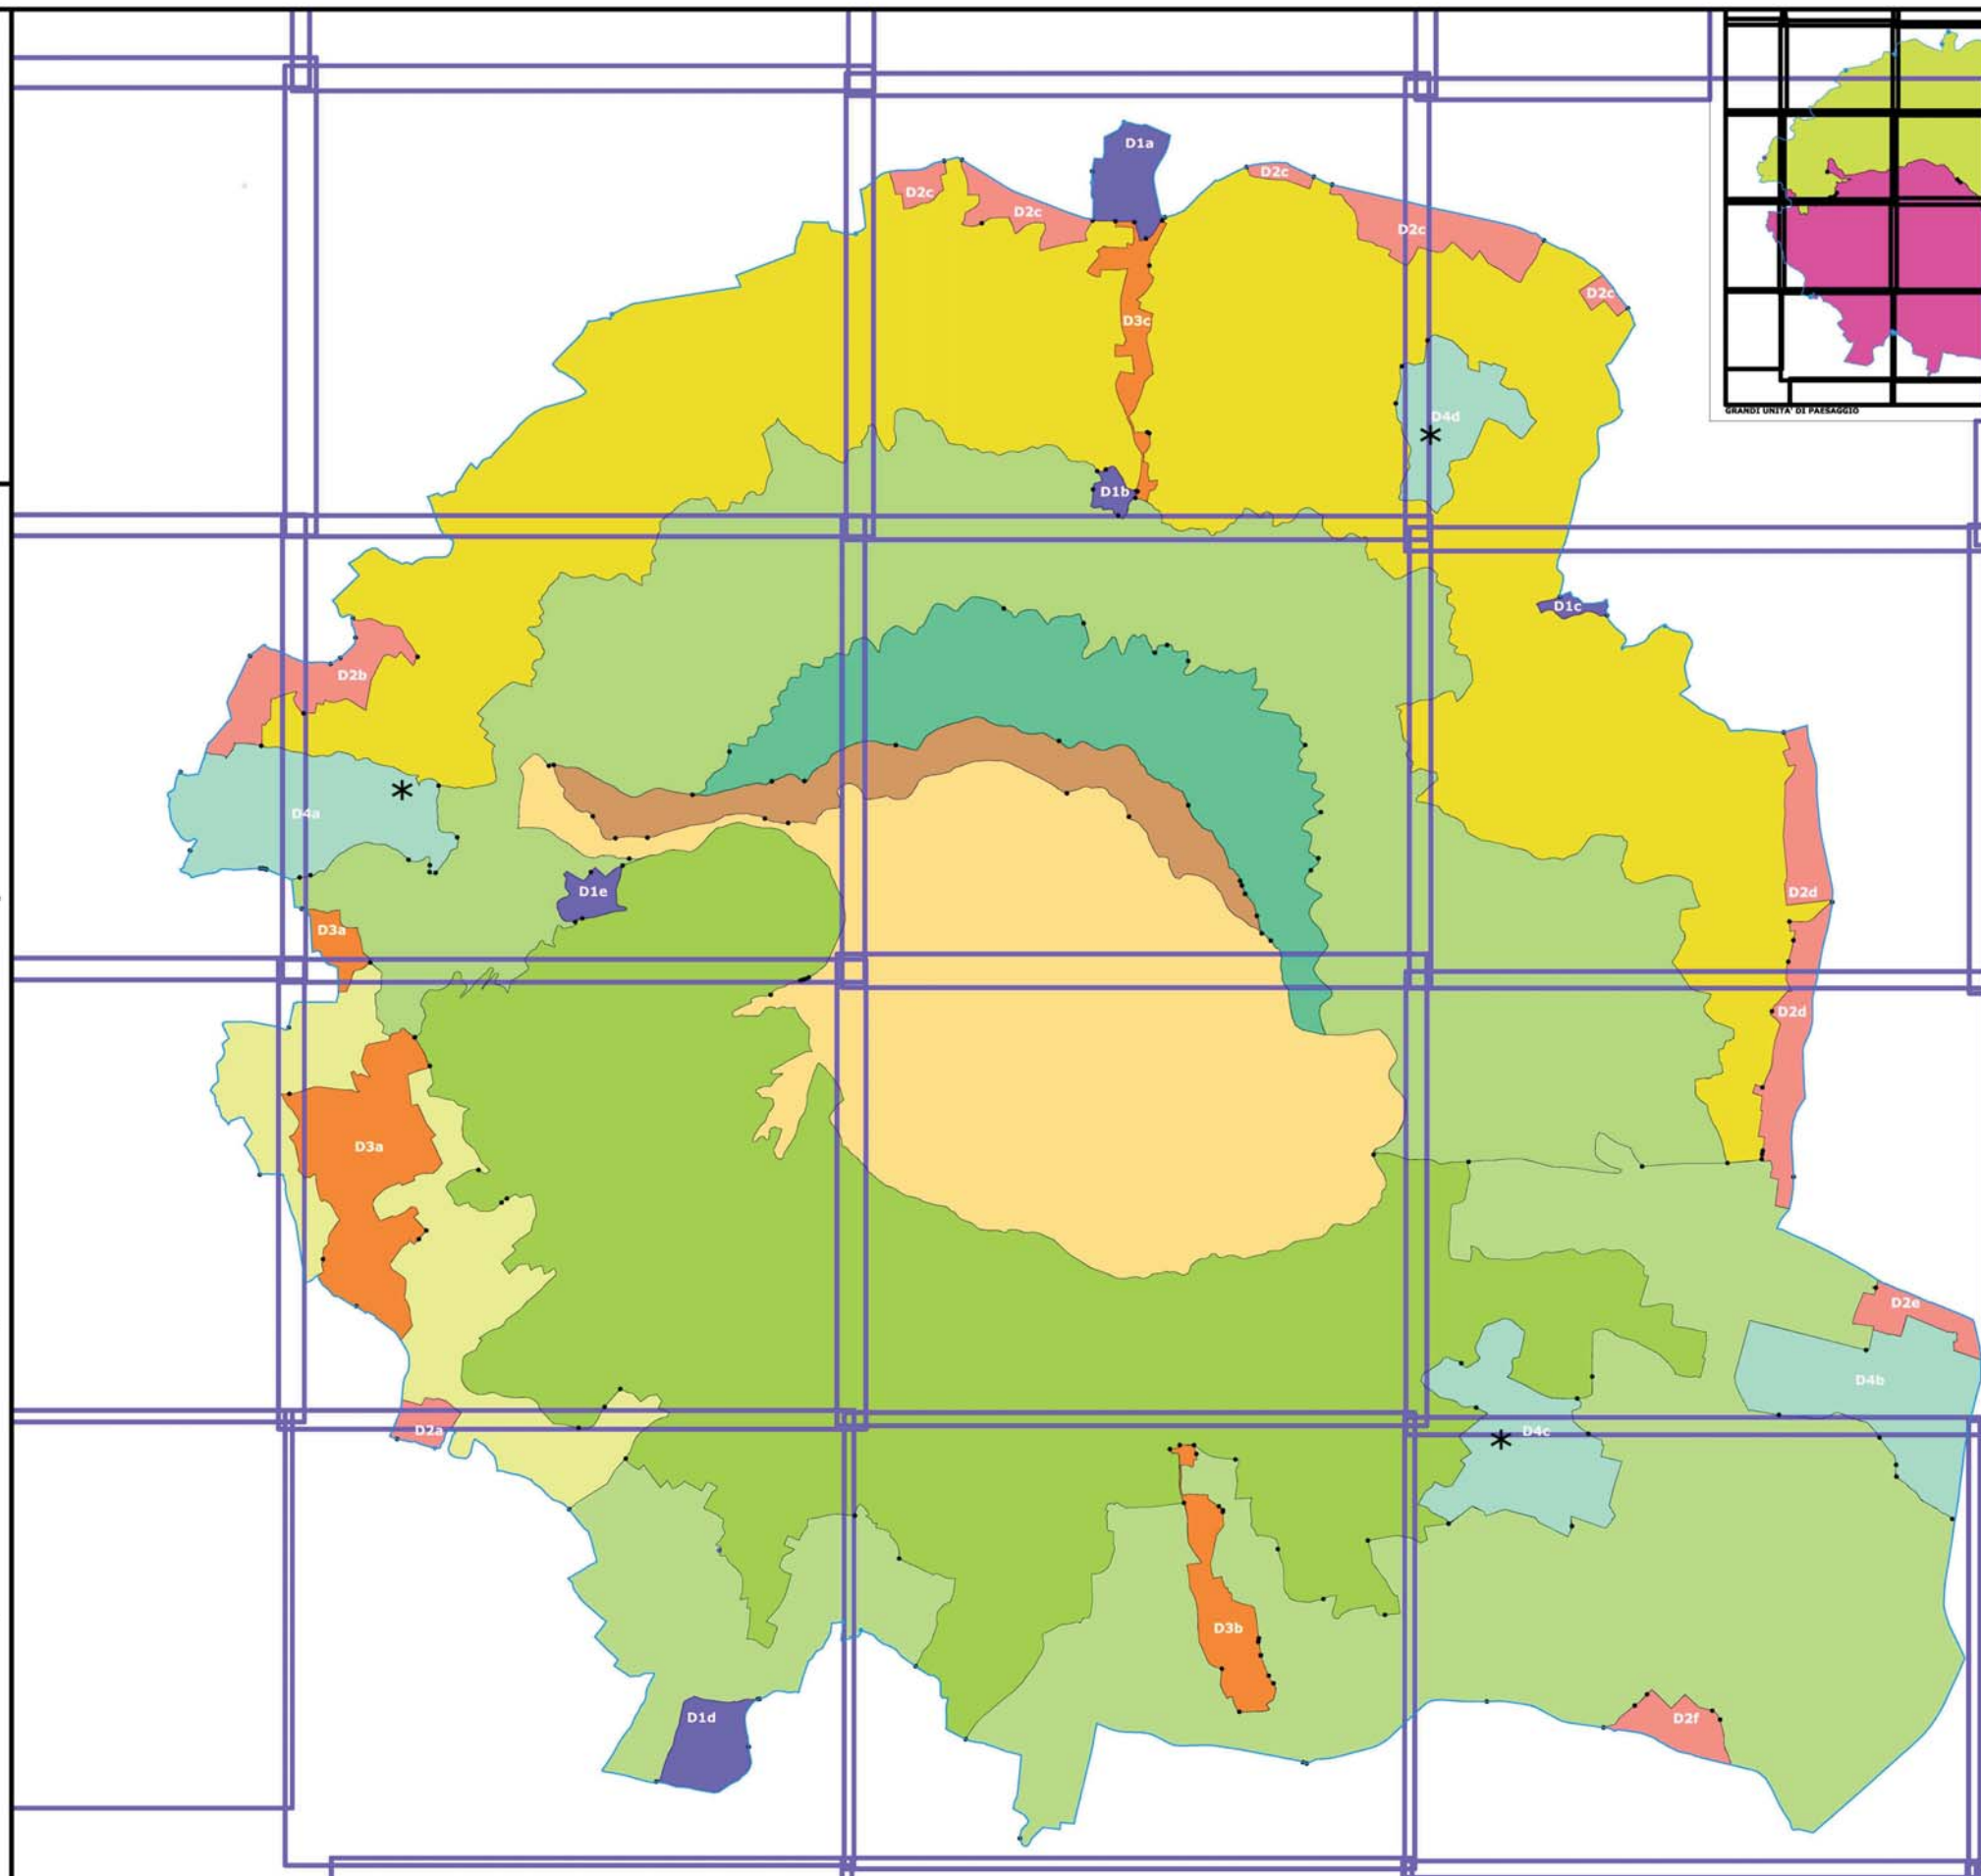 D1a
D2c
D2c
D2c
D2c
D2c
D3c
GRANDI UNITA' DI PAESAGGIO
D4d
*
D1b
D1c
D2b
*
D4a
D1e
D2d
D3a
D2d
D3a
D2e
D4b
D2a
D4c
*
D3b
D1d
D2f